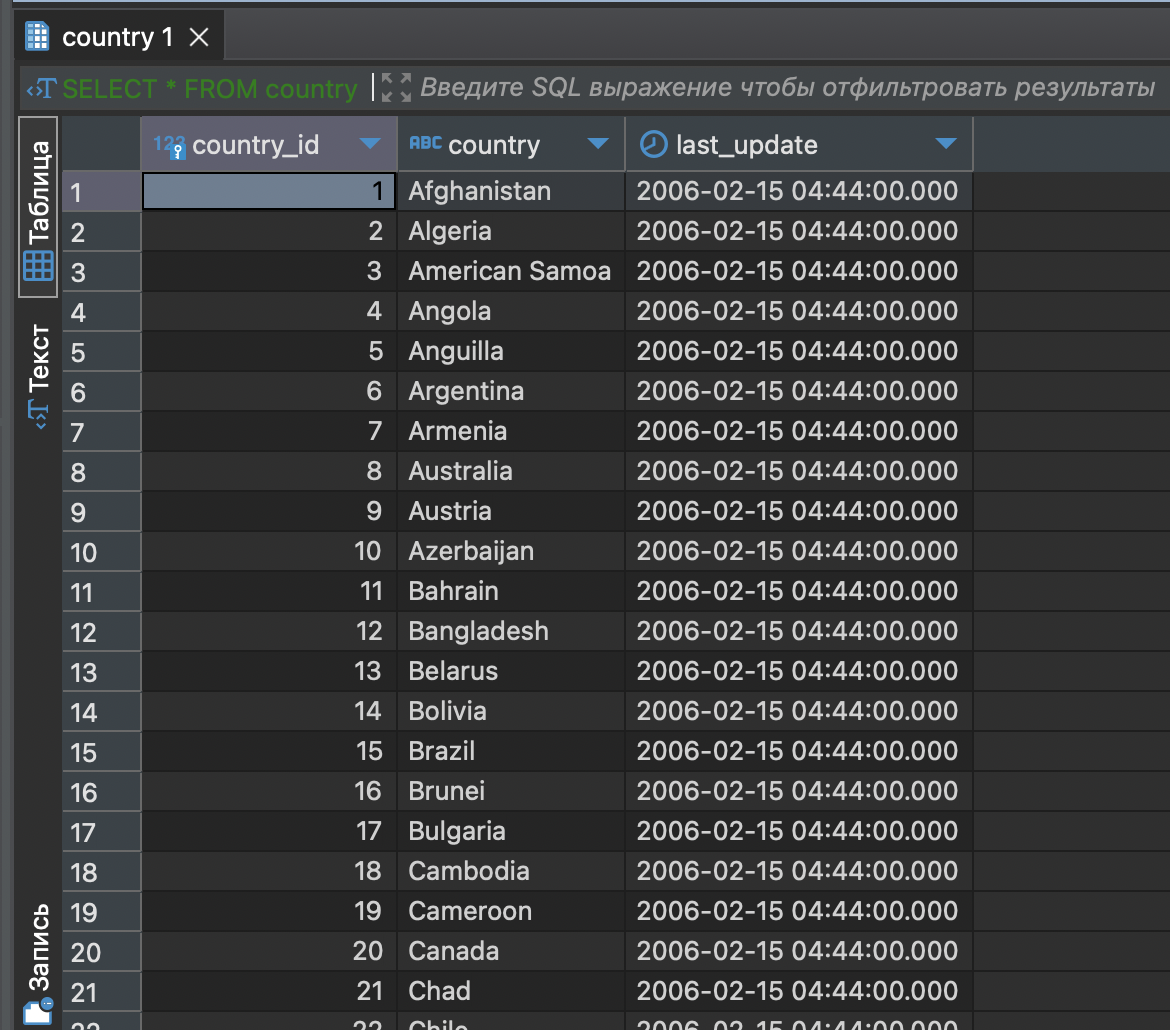 country 1
SELECT * FROM country Введите SQL выражение чтобы отфильтровать результаты
Таблица
Текст
Запись
123 country_id ABC country last_update
1 1 Afghanistan 2006-02-15 04:44:00.000
2 2 Algeria 2006-02-15 04:44:00.000
3 3 American Samoa 2006-02-15 04:44:00.000
4 4 Angola 2006-02-15 04:44:00.000
5 5 Anguilla 2006-02-15 04:44:00.000
6 6 Argentina 2006-02-15 04:44:00.000
7 7 Armenia 2006-02-15 04:44:00.000
8 8 Australia 2006-02-15 04:44:00.000
9 9 Austria 2006-02-15 04:44:00.000
10 10 Azerbaijan 2006-02-15 04:44:00.000
11 11 Bahrain 2006-02-15 04:44:00.000
12 12 Bangladesh 2006-02-15 04:44:00.000
13 13 Belarus 2006-02-15 04:44:00.000
14 14 Bolivia 2006-02-15 04:44:00.000
15 15 Brazil 2006-02-15 04:44:00.000
16 16 Brunei 2006-02-15 04:44:00.000
17 17 Bulgaria 2006-02-15 04:44:00.000
18 18 Cambodia 2006-02-15 04:44:00.000
19 19 Cameroon 2006-02-15 04:44:00.000
20 20 Canada 2006-02-15 04:44:00.000
21 21 Chad 2006-02-15 04:44:00.000
22 22 Chile 2006-02-15 04:44:00.000